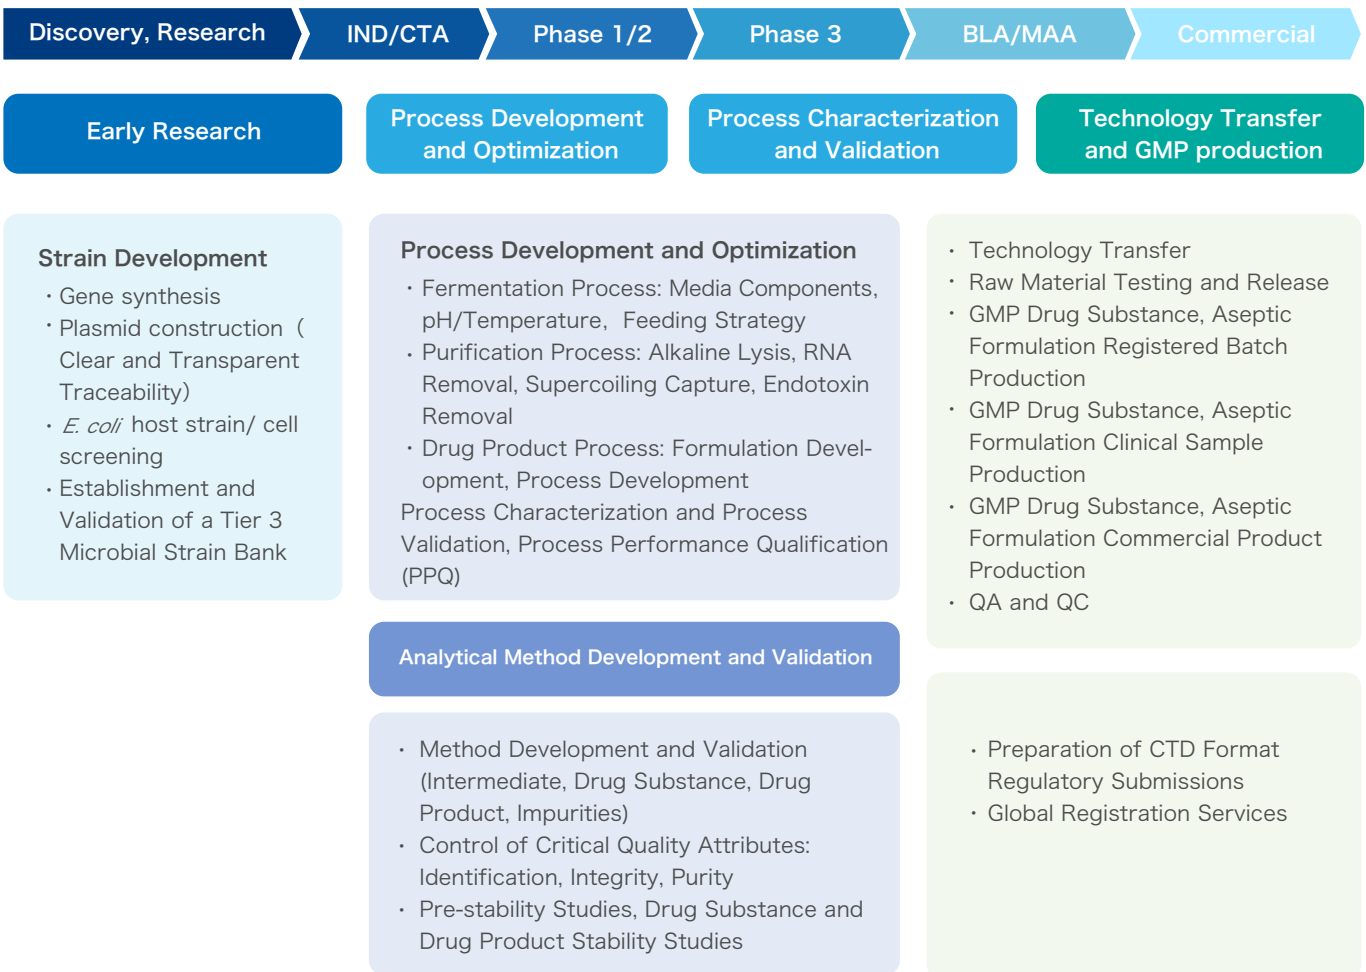 Discovery, Research
IND/CTA
Phase 1/2
Phase 3
BLA/MAA
Commercial
Early Research
Process Development
and Optimization
Process Characterization
and Validation
Technology Transfer
and GMP production
Strain Development
· Gene synthesis
· Plasmid construction（
Clear and Transparent
Traceability）
· E. coli host strain/ cell
screening
· Establishment and
Validation of a Tier 3
Microbial Strain Bank
Process Development and Optimization
· Fermentation Process: Media Components,
pH/Temperature，Feeding Strategy
· Purification Process: Alkaline Lysis, RNA
Removal, Supercoiling Capture, Endotoxin
Removal
· Drug Product Process: Formulation Devel-
opment, Process Development
Process Characterization and Process
Validation, Process Performance Qualification
(PPQ)
Analytical Method Development and Validation
· Method Development and Validation
(Intermediate, Drug Substance, Drug
Product, Impurities)
· Control of Critical Quality Attributes:
Identification, Integrity, Purity
· Pre-stability Studies, Drug Substance and
Drug Product Stability Studies
· Technology Transfer
· Raw Material Testing and Release
· GMP Drug Substance, Aseptic
Formulation Registered Batch
Production
· GMP Drug Substance, Aseptic
Formulation Clinical Sample
Production
· GMP Drug Substance, Aseptic
Formulation Commercial Product
Production
· QA and QC
· Preparation of CTD Format
Regulatory Submissions
· Global Registration Services